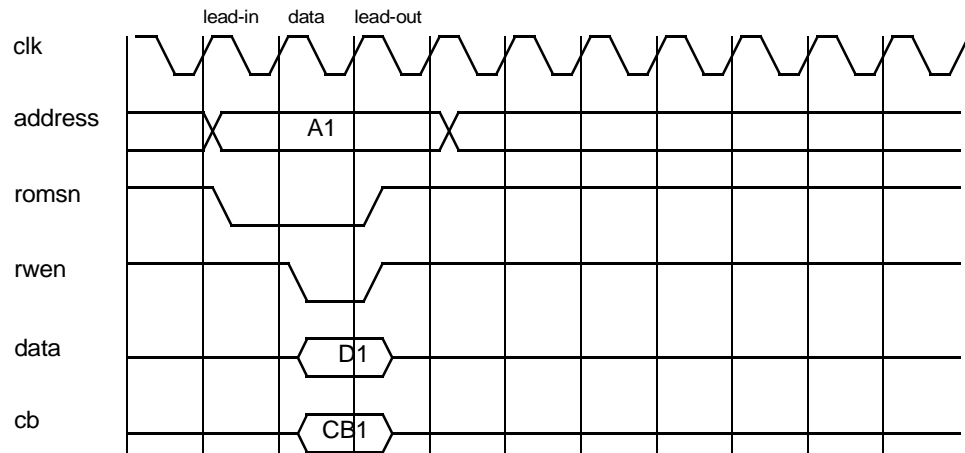 lead-in data lead-out
clk
address
A1
romsn
rwen
data
D1
cb
CB1